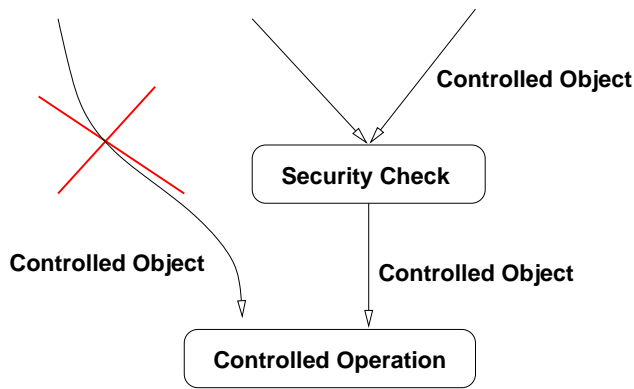 Controlled Object
Security Check
Controlled Object
Controlled Object
Controlled Operation